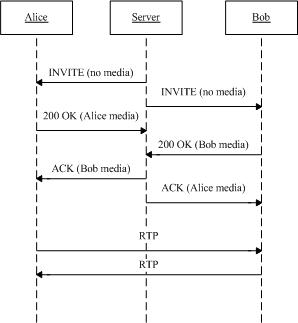 Alice
Server
Bob
INVITE (no media)
INVITE (no media)
200 OK (Alice media)
200 OK (Bob media)
ACK (Bob media)
ACK (Alice media)
RTP
RTP